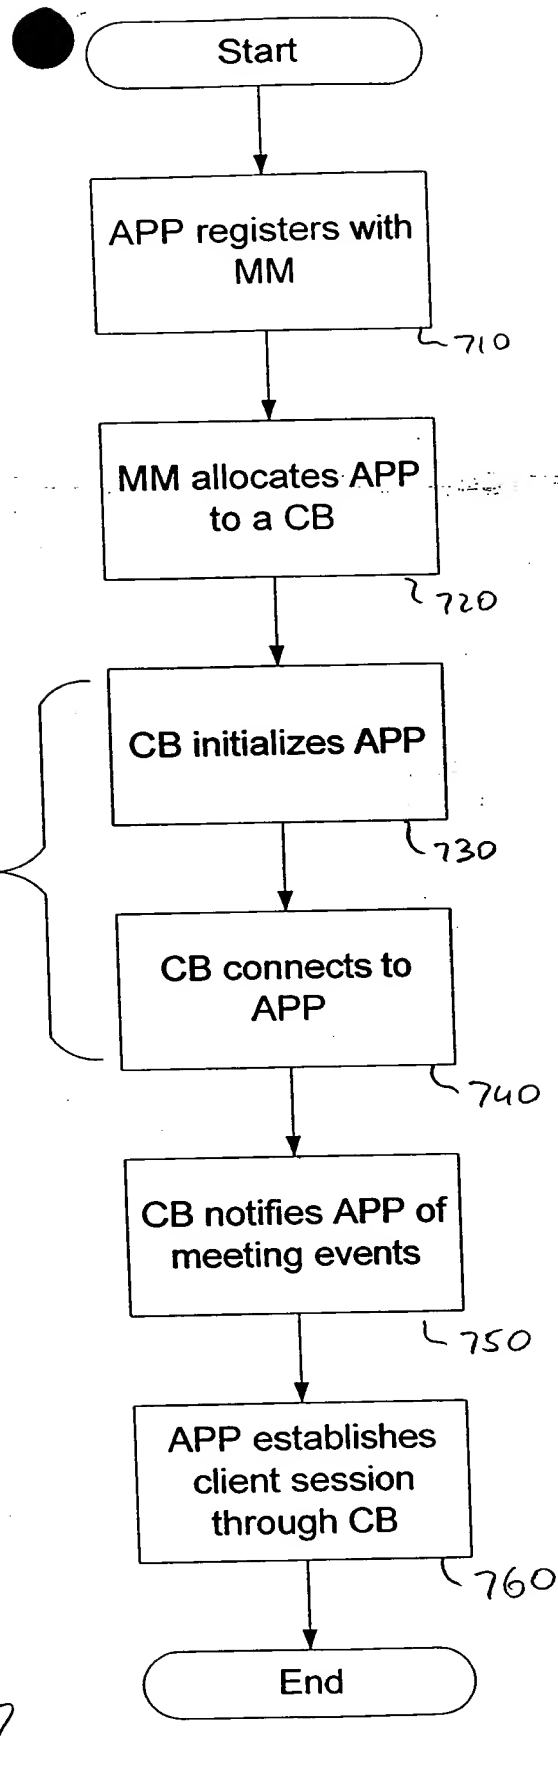 Start
APP registers with
MM
710
MM allocates APP
to a CB
720
CB initializes APP
730
CB connects to
APP
740
CB notifies APP of
meeting events
750
APP establishes
client session
through CB
760
End